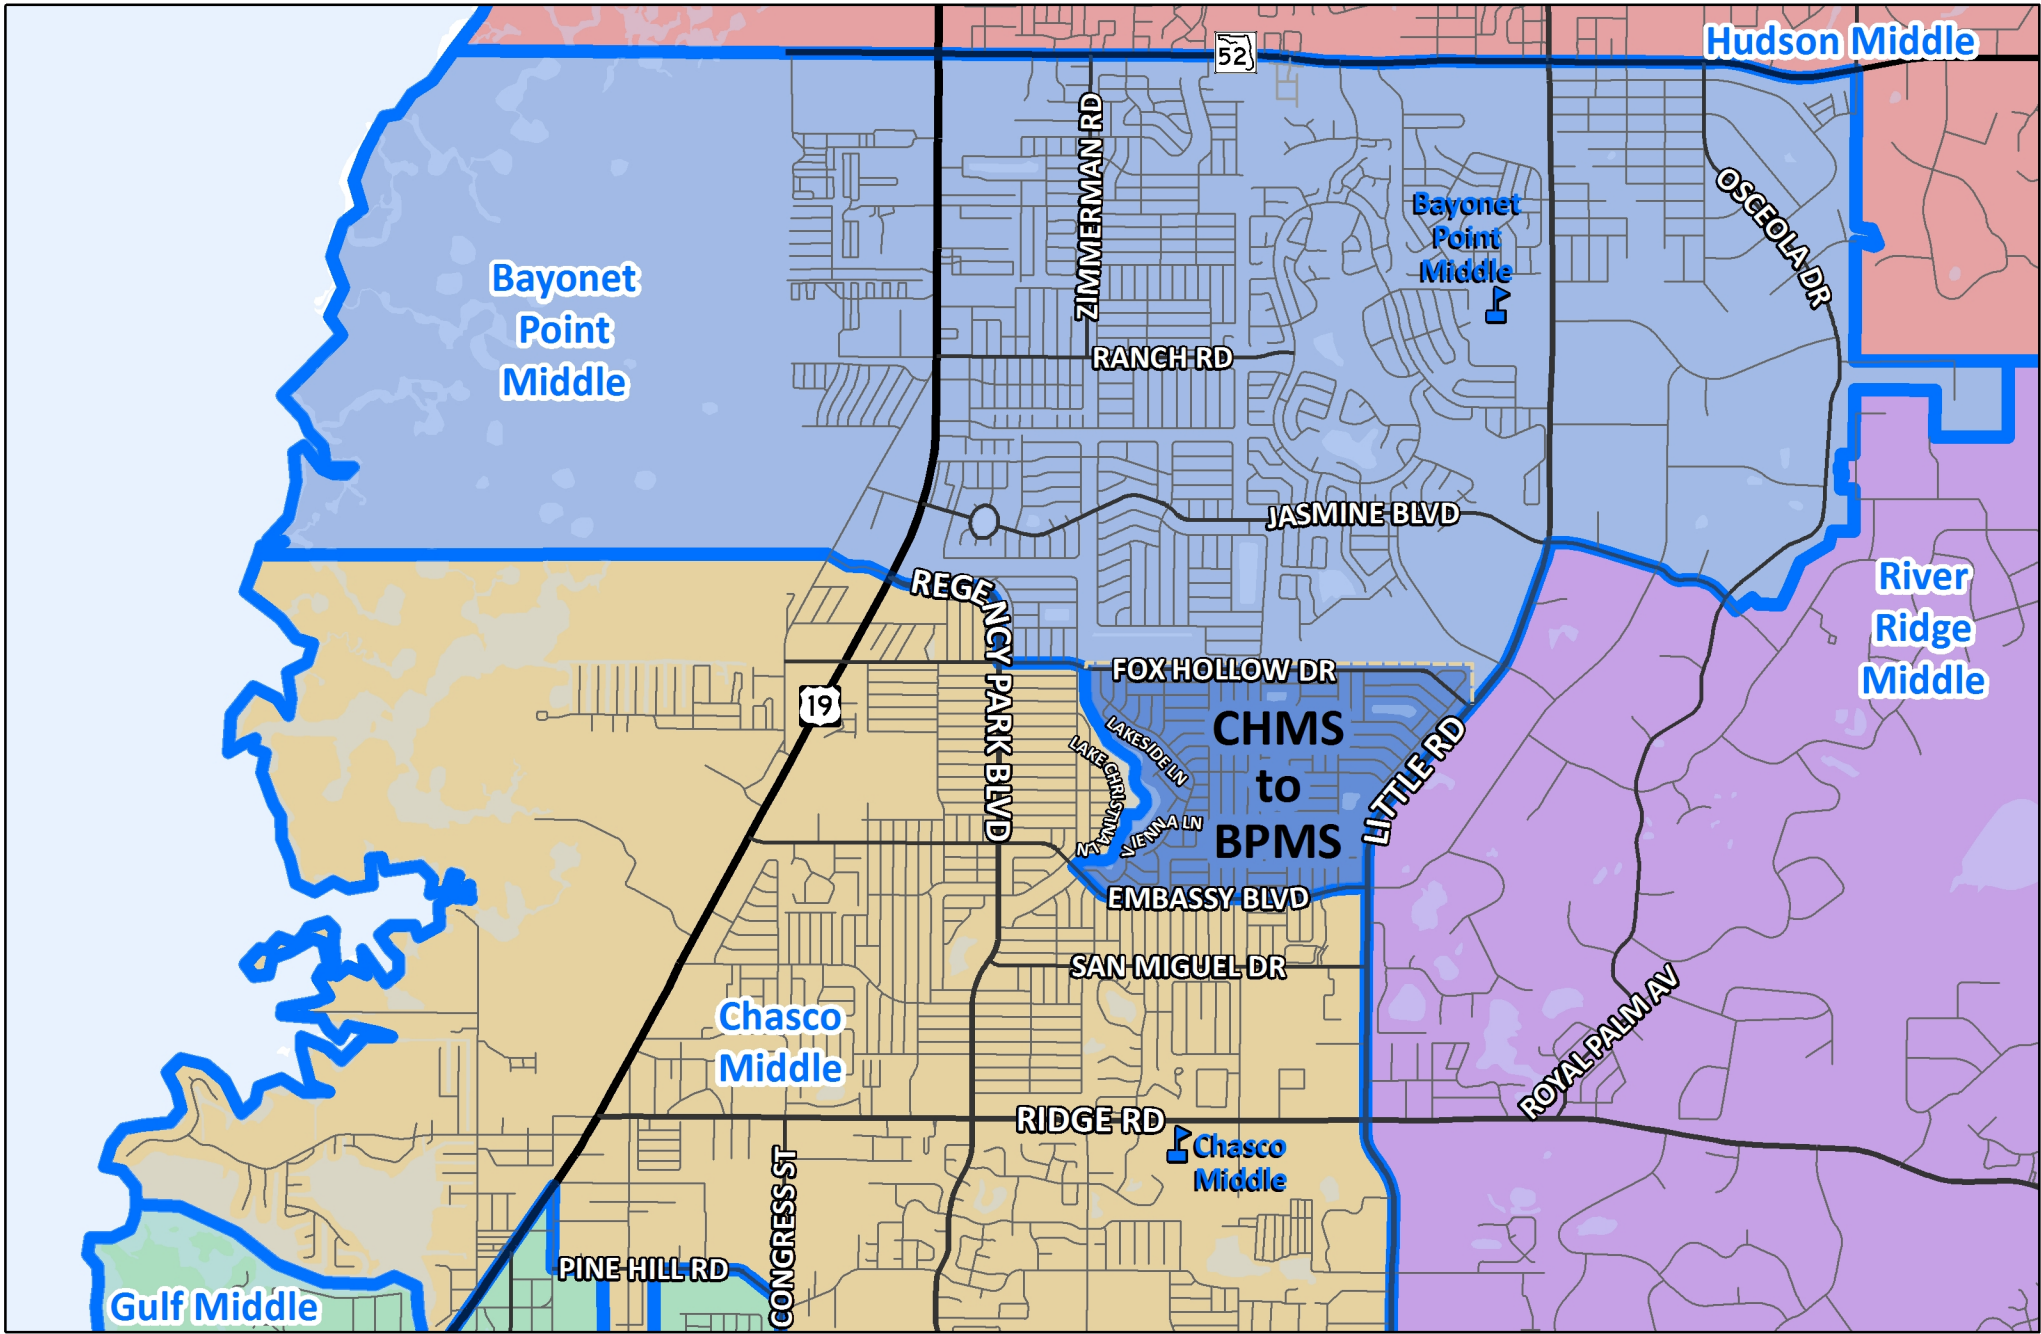 Hudson Middle
52
ZIMMERMAN RD
OSCEOLA DR
Bayonet
Point
Middle
Bayonet
Point
Middle
RANCH RD
JASMINE BLVD
REGENCY PARK BLVD
River
Ridge
Middle
FOX HOLLOW DR
19
LAKESIDE LN
LAKE CHRISTINA LN
VIENNA LN
CHMS
to
BPMS
LITTLE RD
EMBASSY BLVD
SAN MIGUEL DR
Chasco
Middle
ROYAL PALM AV
RIDGE RD
Chasco
Middle
CONGRESS ST
PINE HILL RD
Gulf Middle